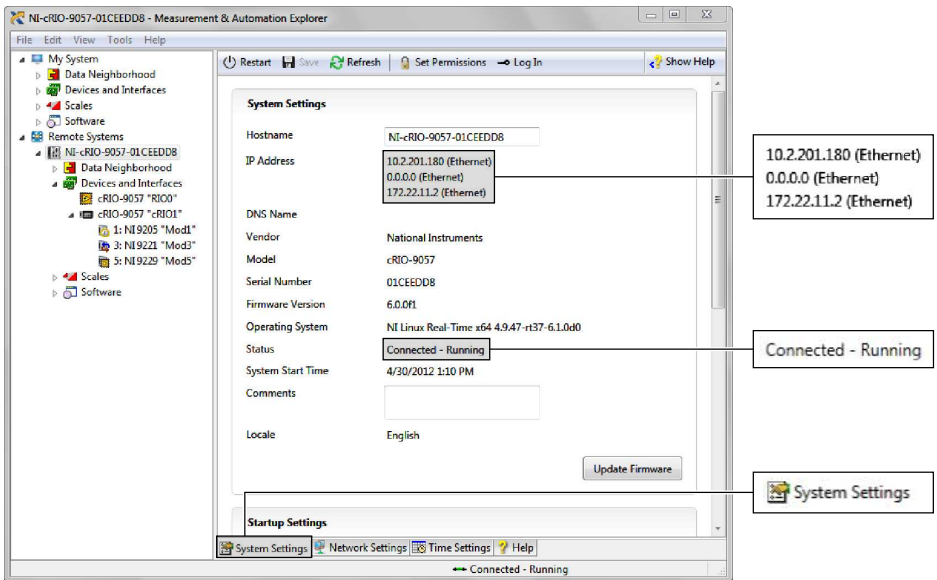 NI-cRIO-9057-01CEEDD8 - Measurement & Automation Explorer
File Edit View Tools Help
My System
Data Neighborhood
Devices and Interfaces
Scales
Software
Remote Systems
NI-cRIO-9057-01CEEDD8
Data Neighborhood
Devices and Interfaces
cRIO-9057 "RIO0"
cRIO-9057 "cRIO1"
1: NI 9205 "Mod1"
3: NI 9221 "Mod3"
5: NI 9229 "Mod5"
Scales
Software
Restart Save Refresh Set Permissions Log In Show Help
System Settings
Hostname NI-cRIO-9057-01CEEDD8
IP Address 10.2.201.180 (Ethernet)
0.0.0.0 (Ethernet)
172.22.11.2 (Ethernet)
DNS Name
Vendor National Instruments
Model cRIO-9057
Serial Number 01CEEDD8
Firmware Version 6.0.0f1
Operating System NI Linux Real-Time x64 4.9.47-rt37-6.1.0d0
Status Connected - Running
System Start Time 4/30/2012 1:10 PM
Comments
Locale English
Update Firmware
Startup Settings
System Settings Network Settings Time Settings Help
Connected - Running
10.2.201.180 (Ethernet)
0.0.0.0 (Ethernet)
172.22.11.2 (Ethernet)
Connected - Running
System Settings